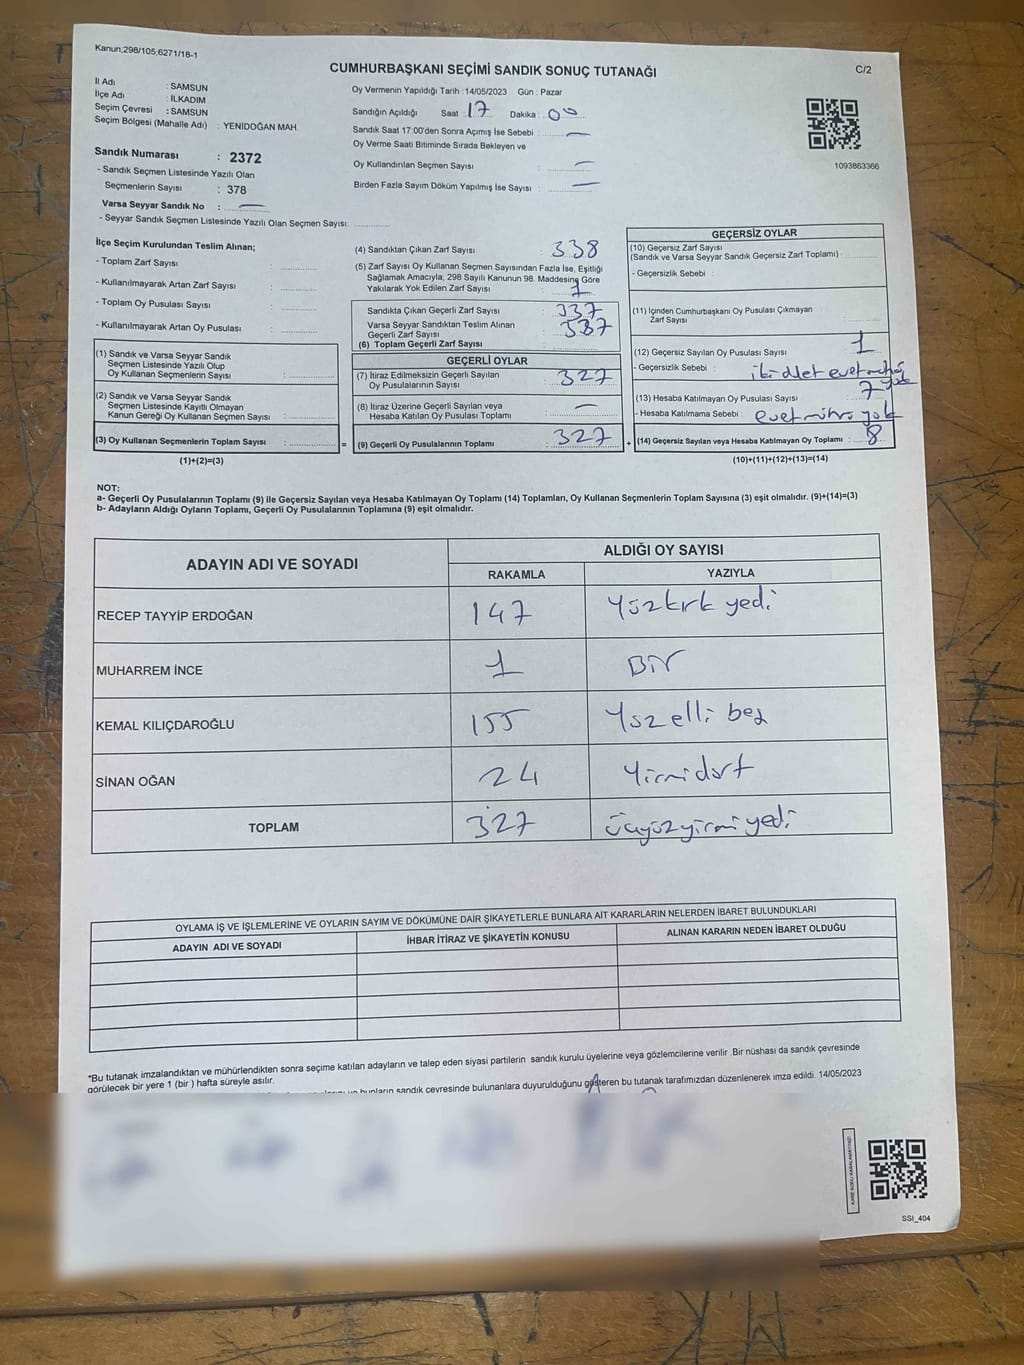 Kanun;298/105;6271/18-1
CUMHURBAŞKANI SEÇİMİ SANDIK SONUÇ TUTANAĞI
C/2
İl Adı : SAMSUN
İlçe Adı : İLKADIM
Seçim Çevresi : SAMSUN
Seçim Bölgesi (Mahalle Adı) : YENİDOĞAN MAH.
Sandık Numarası : 2372
- Sandık Seçmen Listesinde Yazılı Olan
Seçmenlerin Sayısı : 378
Varsa Seyyar Sandık No : —
- Seyyar Sandık Seçmen Listesinde Yazılı Olan Seçmen Sayısı:
Oy Vermenin Yapıldığı Tarih :14/05/2023 Gün : Pazar
Sandığın Açıldığı Saat : 17 Dakika : 00
Sandık Saat 17:00'den Sonra Açımış İse Sebebi : —
Oy Verme Saati Bitiminde Sırada Bekleyen ve
Oy Kullandırılan Seçmen Sayısı : —
Birden Fazla Sayım Döküm Yapılmış İse Sayısı : —
1093863366
İlçe Seçim Kurulundan Teslim Alınan;
- Toplam Zarf Sayısı :
- Kullanılmayarak Artan Zarf Sayısı :
- Toplam Oy Pusulası Sayısı :
- Kullanılmayarak Artan Oy Pusulası :
(1) Sandık ve Varsa Seyyar Sandık
Seçmen Listesinde Yazılı Olup
Oy Kullanan Seçmenlerin Sayısı :
(2) Sandık ve Varsa Seyyar Sandık
Seçmen Listesinde Kayıtlı Olmayan
Kanun Gereği Oy Kullanan Seçmen Sayısı :
(3) Oy Kullanan Seçmenlerin Toplam Sayısı : =
(1)+(2)=(3)
(4) Sandıktan Çıkan Zarf Sayısı : 338
(5) Zarf Sayısı Oy Kullanan Seçmen Sayısından Fazla İse, Eşitliği
Sağlamak Amacıyla, 298 Sayılı Kanunun 98. Maddesine Göre
Yakılarak Yok Edilen Zarf Sayısı : 1
Sandıkta Çıkan Geçerli Zarf Sayısı : 337
Varsa Seyyar Sandıktan Teslim Alınan
Geçerli Zarf Sayısı : 337
(6) Toplam Geçerli Zarf Sayısı
GEÇERLİ OYLAR
(7) İtiraz Edilmeksizin Geçerli Sayılan
Oy Pusulalarının Sayısı : 327
(8) İtiraz Üzerine Geçerli Sayılan veya
Hesaba Katılan Oy Pusulası Toplamı : —
(9) Geçerli Oy Pusulalarının Toplamı : 327 +
GEÇERSİZ OYLAR
(10) Geçersiz Zarf Sayısı
(Sandık ve Varsa Seyyar Sandık Geçersiz Zarf Toplamı) :
- Geçersizlik Sebebi :
(11) İçinden Cumhurbaşkanı Oy Pusulası Çıkmayan
Zarf Sayısı :
(12) Geçersiz Sayılan Oy Pusulası Sayısı : 1
- Geçersizlik Sebebi : evet
(13) Hesaba Katılmayan Oy Pusulası Sayısı : 7
- Hesaba Katılmama Sebebi : evet mührü yok
(14) Geçersiz Sayılan veya Hesaba Katılmayan Oy Toplamı : 8
(10)+(11)+(12)+(13)=(14)
NOT:
a- Geçerli Oy Pusulalarının Toplamı (9) ile Geçersiz Sayılan veya Hesaba Katılmayan Oy Toplamı (14) Toplamları, Oy Kullanan Seçmenlerin Toplam Sayısına (3) eşit olmalıdır. (9)+(14)=(3)
b- Adayların Aldığı Oyların Toplamı, Geçerli Oy Pusulalarının Toplamına (9) eşit olmalıdır.
ADAYIN ADI VE SOYADI ALDIĞI OY SAYISI
RAKAMLA YAZIYLA
RECEP TAYYİP ERDOĞAN 147 Yüzkırk yedi
MUHARREM İNCE 1 Bir
KEMAL KILIÇDAROĞLU 155 Yüzelli beş
SİNAN OĞAN 24 Yirmidört
TOPLAM 327 üçyüzyirmiyedi
OYLAMA İŞ VE İŞLEMLERİNE VE OYLARIN SAYIM VE DÖKÜMÜNE DAİR ŞİKAYETLERLE BUNLARA AİT KARARLARIN NELERDEN İBARET BULUNDUKLARI
ADAYIN ADI VE SOYADI İHBAR İTİRAZ VE ŞİKAYETİN KONUSU ALINAN KARARIN NEDEN İBARET OLDUĞU
*Bu tutanak imzalandıktan ve mühürlendikten sonra seçime katılan adayların ve talep eden siyasi partilerin sandık kurulu üyelerine veya gözlemcilerine verilir .Bir nüshası da sandık çevresinde
görülecek bir yere 1 (bir ) hafta süreyle asılır.
bunların sandık çevresinde bulunanlara duyurulduğunu gösteren bu tutanak tarafımızdan düzenlenerek imza edildi. 14/05/2023
SSİ_404